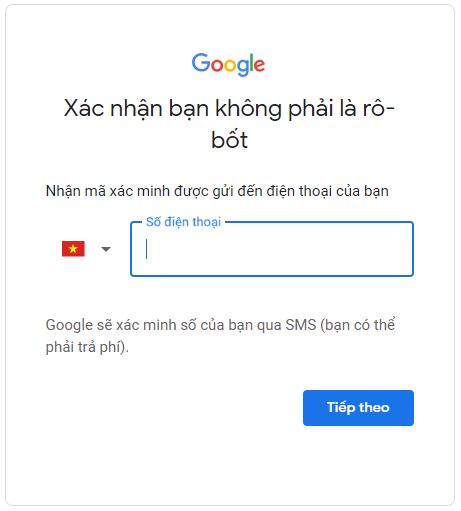 Google
Xác nhận bạn không phải là rô-
bốt
Nhận mã xác minh được gửi đến điện thoại của bạn
Số điện thoại
Google sẽ xác minh số của bạn qua SMS (bạn có thể
phải trả phí).
Tiếp theo